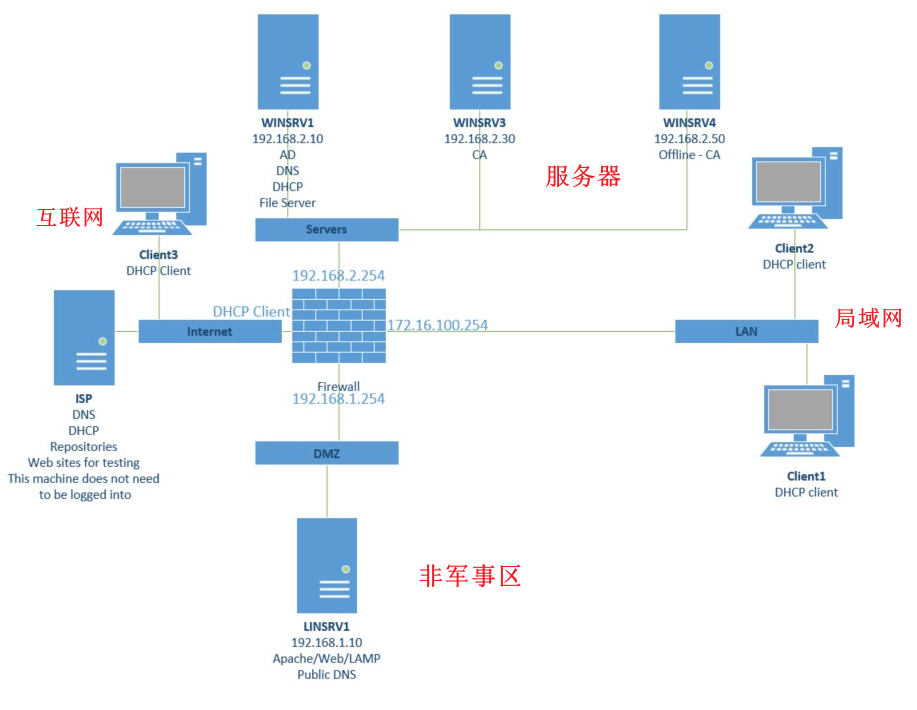 WINSRV1
192.168.2.10
AD
DNS
DHCP
File Server
WINSRV3
192.168.2.30
CA
WINSRV4
192.168.2.50
Offline - CA
服务器
互联网
Client3
DHCP Client
Servers
192.168.2.254
Client2
DHCP client
DHCP Client
Internet
172.16.100.254
LAN
局域网
ISP
DNS
DHCP
Repositories
Web sites for testing
This machine does not need
to be logged into
Firewall
192.168.1.254
DMZ
Client1
DHCP client
非军事区
LINSRV1
192.168.1.10
Apache/Web/LAMP
Public DNS